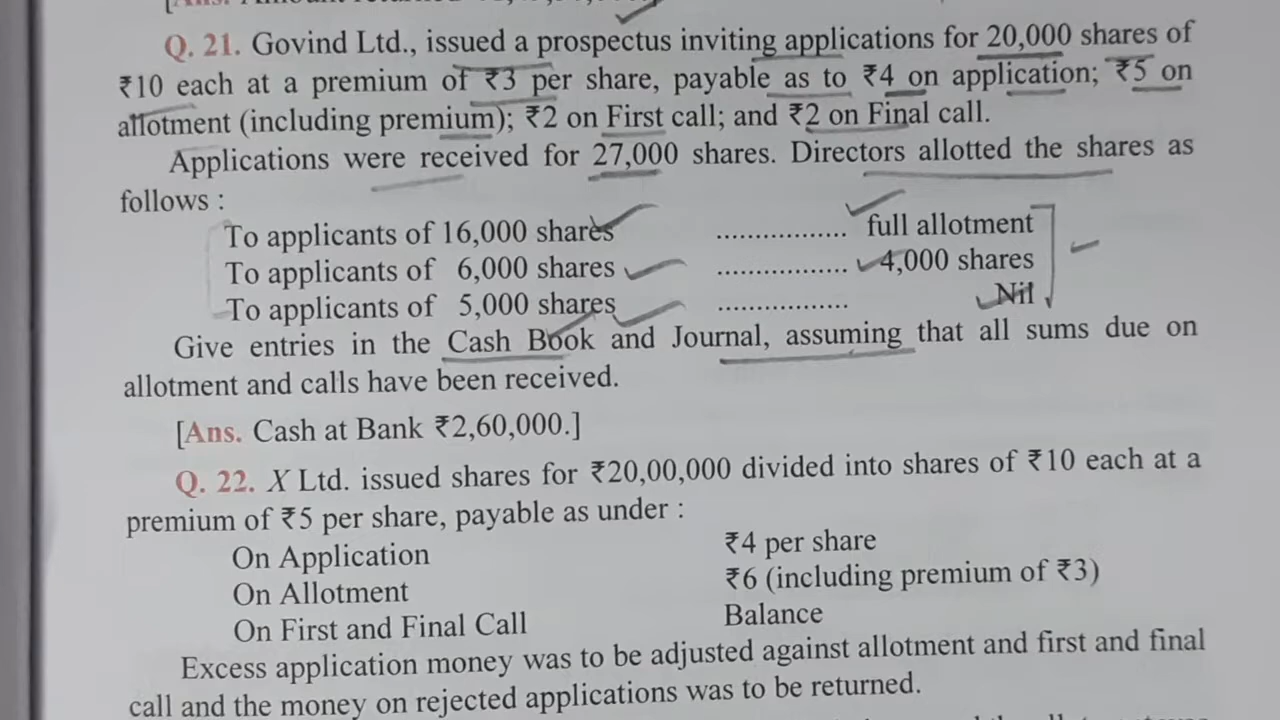 Q. 21. Govind Ltd., issued a prospectus inviting applications for 20,000 shares of
₹10 each at a premium of ₹3 per share, payable as to ₹4 on application; ₹5 on
allotment (including premium); ₹2 on First call; and ₹2 on Final call.
Applications were received for 27,000 shares. Directors allotted the shares as
follows :
To applicants of 16,000 shares ................. full allotment
To applicants of 6,000 shares ................. 4,000 shares
To applicants of 5,000 shares ................. Nil
Give entries in the Cash Book and Journal, assuming that all sums due on
allotment and calls have been received.
[Ans. Cash at Bank ₹2,60,000.]
Q. 22. X Ltd. issued shares for ₹20,00,000 divided into shares of ₹10 each at a
premium of ₹5 per share, payable as under :
On Application ₹4 per share
On Allotment ₹6 (including premium of ₹3)
On First and Final Call Balance
Excess application money was to be adjusted against allotment and first and final
call and the money on rejected applications was to be returned.